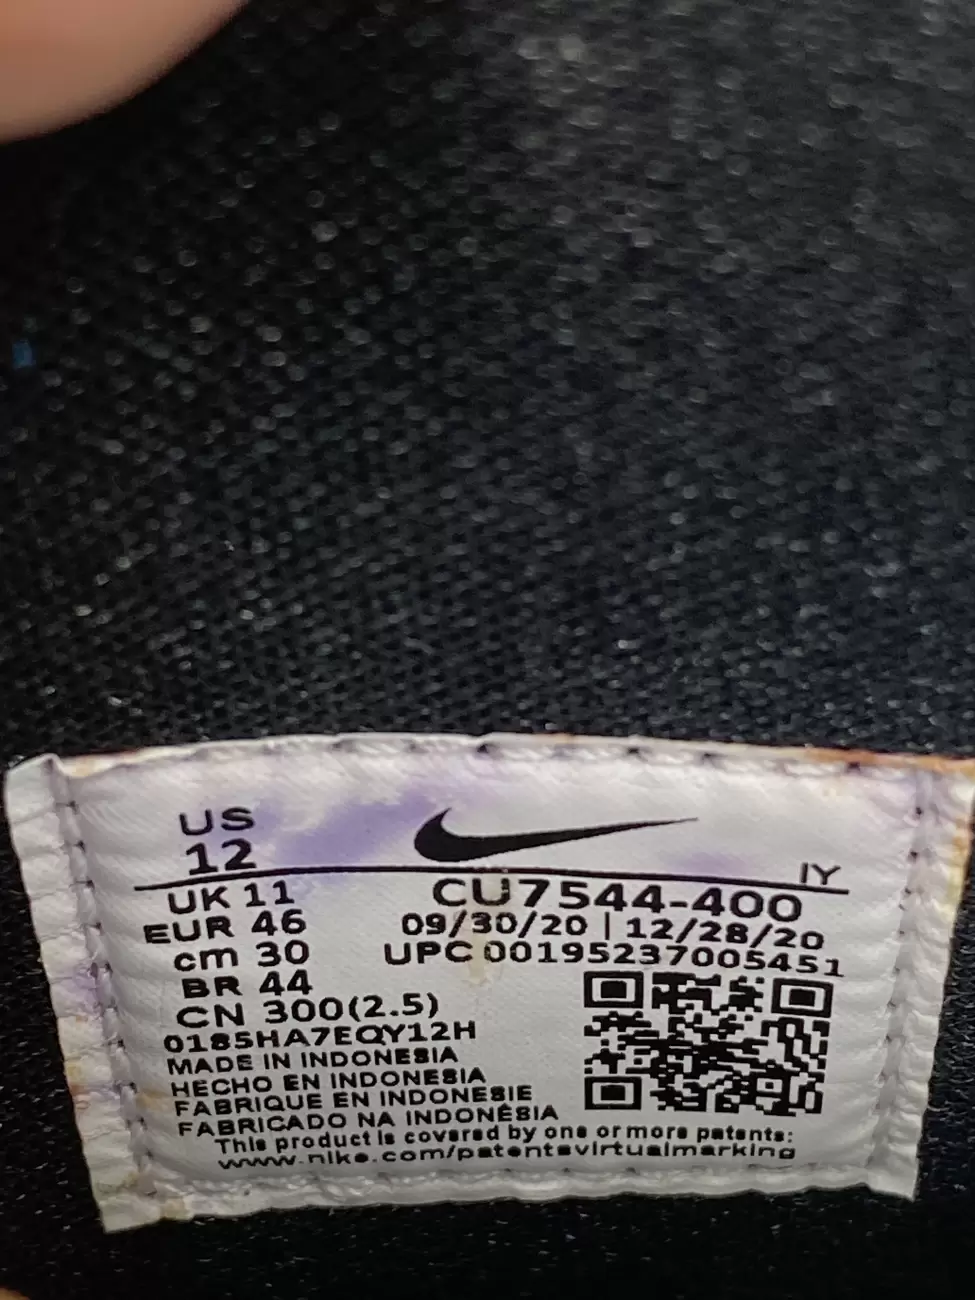 US
12
IY
UK 11
CU7544-400
EUR 46
09/30/20 | 12/28/20
cm 30
UPC 00195237005451
BR 44
CN 300(2.5)
0185HA7EQY12H
MADE IN INDONESIA
HECHO EN INDONESIA
FABRIQUE EN INDONESIE
FABRICADO NA INDONÉSIA
This product is covered by one or more patents:
www.nike.com/patentsvirtualmarking